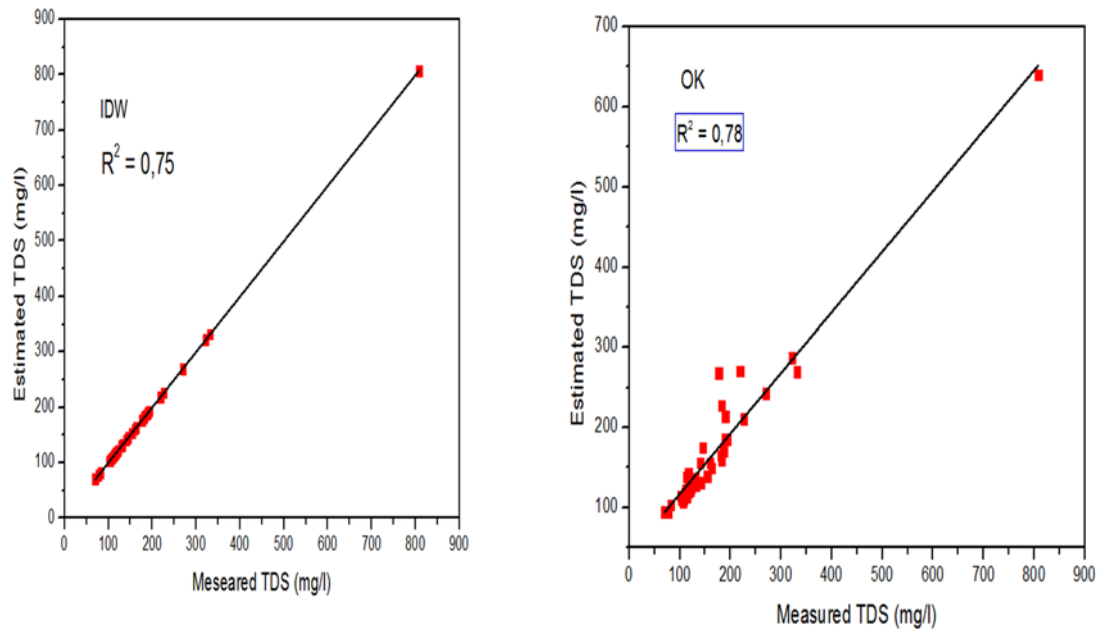 900
800
700
600
500
400
300
200
100
0
Estimated TDS (mg/l)
IDW
R² = 0,75
0 100 200 300 400 500 600 700 800 900
Meseared TDS (mg/l)
700
600
500
400
300
200
100
Estimated TDS (mg/l)
OK
R² = 0,78
0 100 200 300 400 500 600 700 800 900
Measured TDS (mg/l)